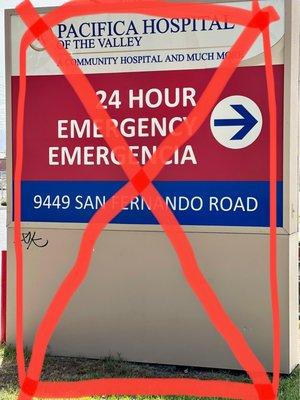 PACIFICA HOSPITAL
OF THE VALLEY
A COMMUNITY HOSPITAL AND MUCH MORE
24 HOUR
EMERGENCY
EMERGENCIA
9449 SAN FERNANDO ROAD